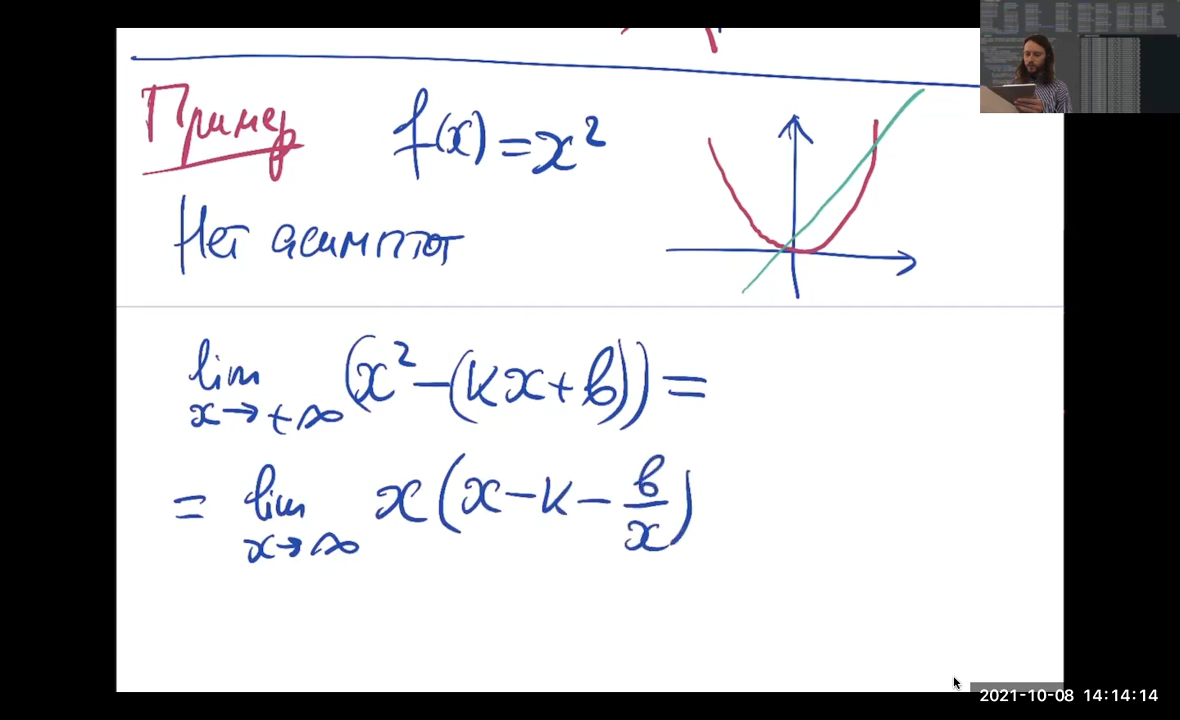 Пример f(x) = x²
Нет асимптот
lim x→+∞ (x² − (kx + b)) =
= lim x→∞ x(x − k − b/x)
2021-10-08 14:14:14